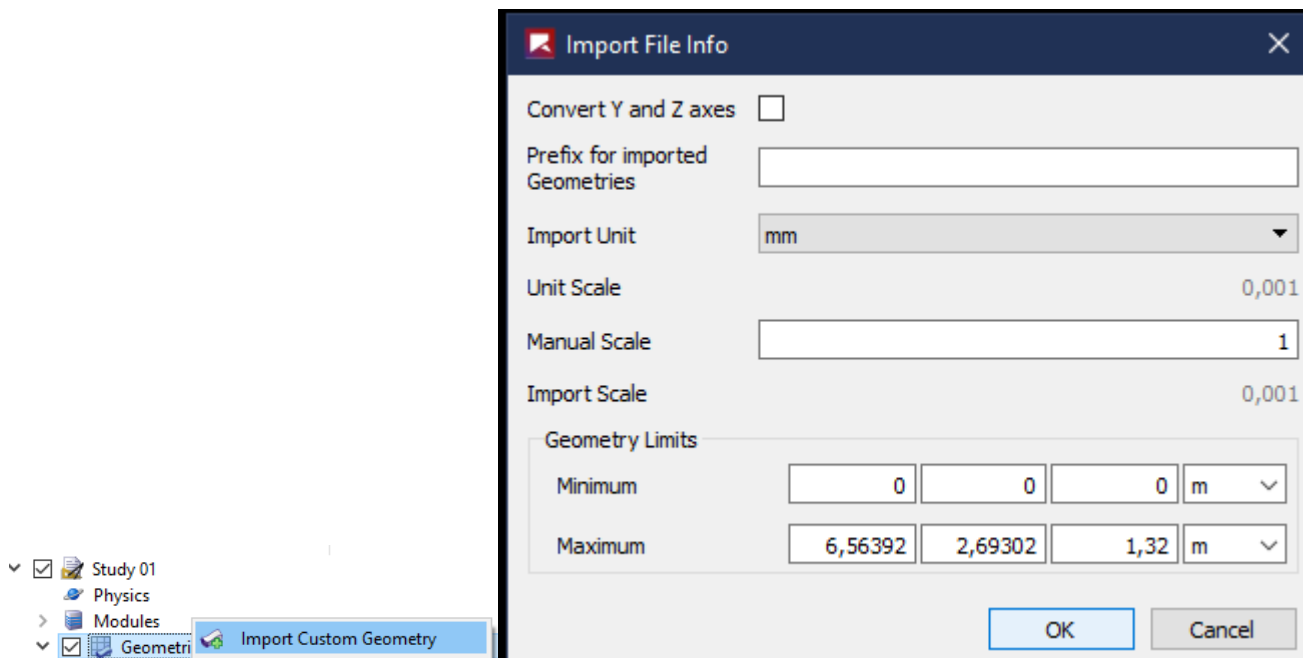 Import File Info
Convert Y and Z axes
Prefix for imported
Geometries
Import Unit mm
Unit Scale 0,001
Manual Scale 1
Import Scale 0,001
Geometry Limits
Minimum 0 0 0 m
Maximum 6,56392 2,69302 1,32 m
OK Cancel
Study 01
Physics
Modules
Geometri Import Custom Geometry